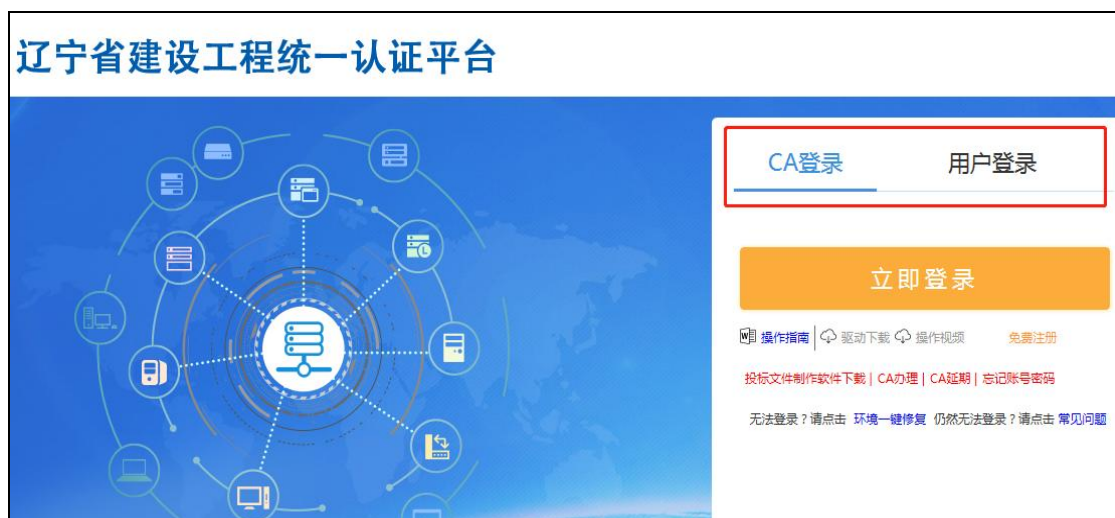 辽宁省建设工程统一认证平台
CA登录 用户登录
立即登录
操作指南 驱动下载 操作视频 免费注册
投标文件制作软件下载 | CA办理 | CA延期 | 忘记账号密码
无法登录？请点击 环境一键修复 仍然无法登录？请点击 常见问题